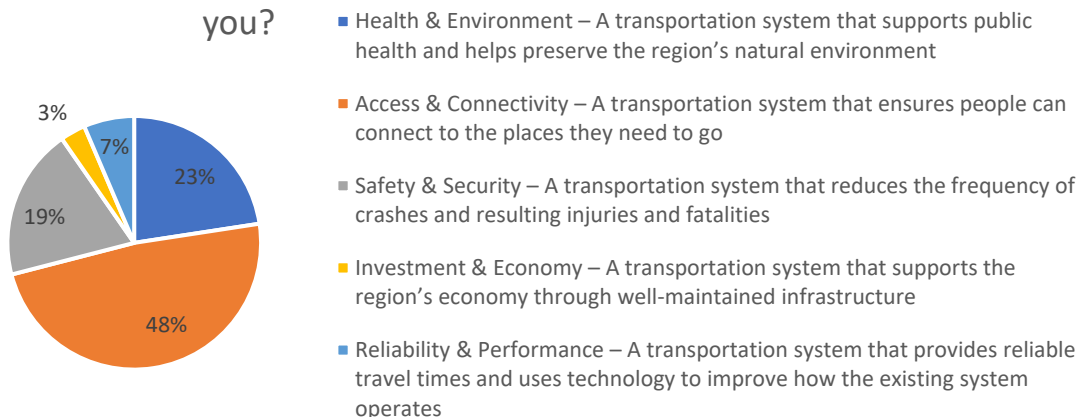 you?
Health & Environment – A transportation system that supports public
health and helps preserve the region’s natural environment
Access & Connectivity – A transportation system that ensures people can
connect to the places they need to go
Safety & Security – A transportation system that reduces the frequency of
crashes and resulting injuries and fatalities
Investment & Economy – A transportation system that supports the
region’s economy through well-maintained infrastructure
Reliability & Performance – A transportation system that provides reliable
travel times and uses technology to improve how the existing system
operates
3%
7%
23%
19%
48%